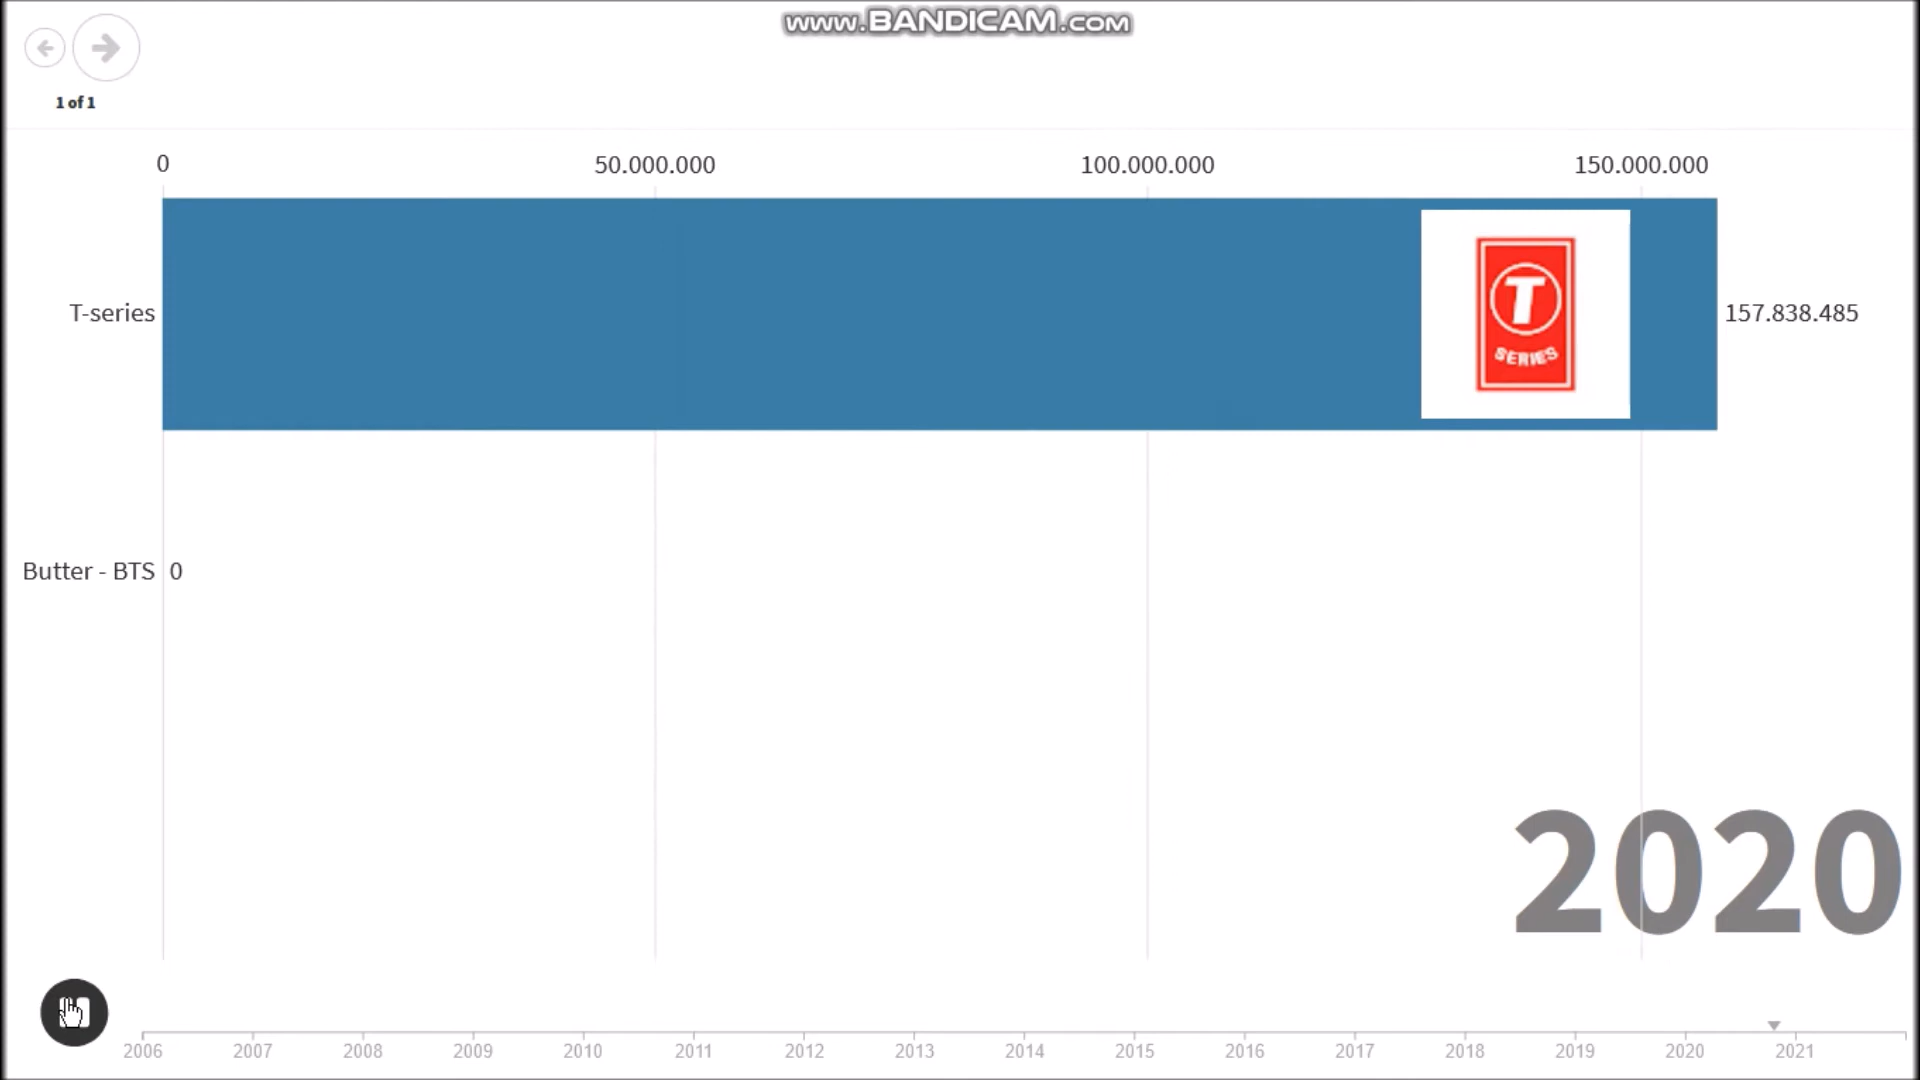 www.BANDICAM.com
1 of 1
0 50.000.000 100.000.000 150.000.000
T-series 157.838.485
T
SERIES
Butter - BTS 0
2020
2006 2007 2008 2009 2010 2011 2012 2013 2014 2015 2016 2017 2018 2019 2020 2021